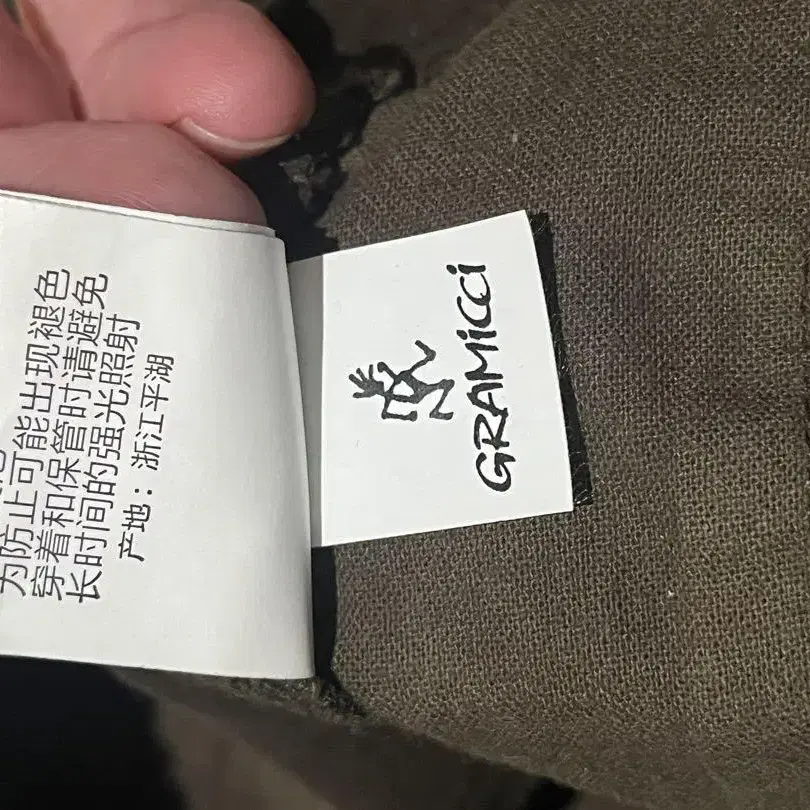 为防止可能出现褪色
穿着和保管时请避免
长时间的强光照射
产地：浙江平湖
GRAMiCCi